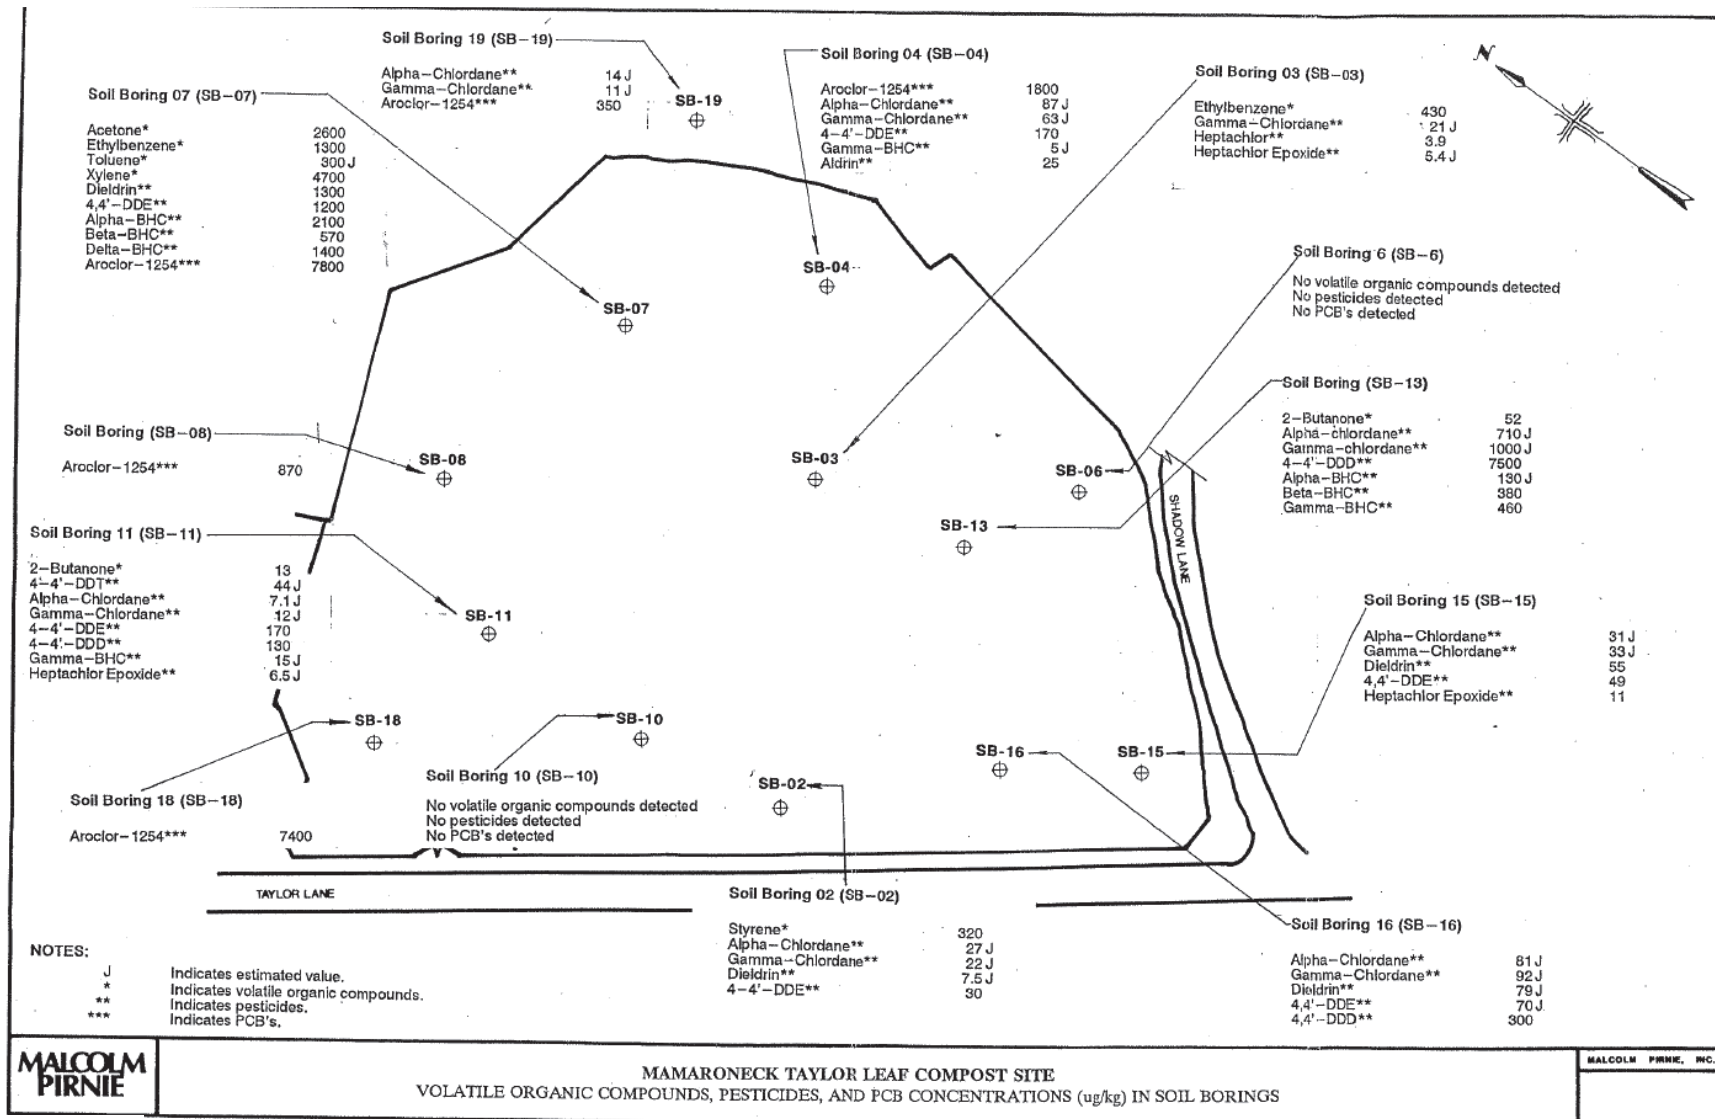 Soil Boring 19 (SB-19)
Alpha-Chlordane** 14 J
Gamma-Chlordane** 11 J
Aroclor-1254*** 350
SB-19
Soil Boring 04 (SB-04)
Aroclor-1254*** 1800
Alpha-Chlordane** 87 J
Gamma-Chlordane** 63 J
4-4'-DDE** 170
Gamma-BHC** 5 J
Aldrin** 25
SB-04
Soil Boring 03 (SB-03)
Ethylbenzene* 430
Gamma-Chlordane** 21 J
Heptachlor** 3.9
Heptachlor Epoxide** 5.4 J
N
Soil Boring 07 (SB-07)
Acetone* 2600
Ethylbenzene* 1300
Toluene* 300 J
Xylene* 4700
Dieldrin** 1300
4,4'-DDE** 1200
Alpha-BHC** 2100
Beta-BHC** 570
Delta-BHC** 1400
Aroclor-1254*** 7800
SB-07
Soil Boring 6 (SB-6)
No volatile organic compounds detected
No pesticides detected
No PCB's detected
Soil Boring (SB-13)
2-Butanone* 52
Alpha-chlordane** 710 J
Gamma-chlordane** 1000 J
4-4'-DDD** 7500
Alpha-BHC** 130 J
Beta-BHC** 380
Gamma-BHC** 460
Soil Boring (SB-08)
Aroclor-1254*** 870
SB-08
SB-03
SB-06
SB-13
SHADOW LANE
Soil Boring 11 (SB-11)
2-Butanone* 13
4-4'-DDT** 44 J
Alpha-Chlordane** 7.1 J
Gamma-Chlordane** 12 J
4-4'-DDE** 170
4-4'-DDD** 130
Gamma-BHC** 15 J
Heptachlor Epoxide** 6.5 J
SB-11
Soil Boring 15 (SB-15)
Alpha-Chlordane** 31 J
Gamma-Chlordane** 33 J
Dieldrin** 55
4,4'-DDE** 49
Heptachlor Epoxide** 11
SB-18
SB-10
SB-16
SB-15
SB-02
Soil Boring 18 (SB-18)
Aroclor-1254*** 7400
Soil Boring 10 (SB-10)
No volatile organic compounds detected
No pesticides detected
No PCB's detected
TAYLOR LANE
Soil Boring 02 (SB-02)
Styrene* 320
Alpha-Chlordane** 27 J
Gamma-Chlordane** 22 J
Dieldrin** 7.5 J
4-4'-DDE** 30
Soil Boring 16 (SB-16)
Alpha-Chlordane** 81 J
Gamma-Chlordane** 92 J
Dieldrin** 79 J
4,4'-DDE** 70 J
4,4'-DDD** 300
NOTES:
J Indicates estimated value.
* Indicates volatile organic compounds.
** Indicates pesticides.
*** Indicates PCB's.
MALCOLM
PIRNIE
MAMARONECK TAYLOR LEAF COMPOST SITE
VOLATILE ORGANIC COMPOUNDS, PESTICIDES, AND PCB CONCENTRATIONS (ug/kg) IN SOIL BORINGS
MALCOLM PIRNIE, INC.